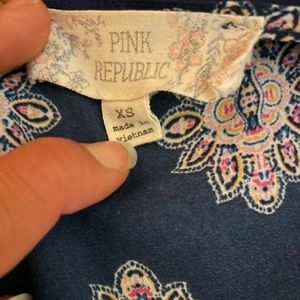 PINK
REPUBLIC
XS
made in
vietnam